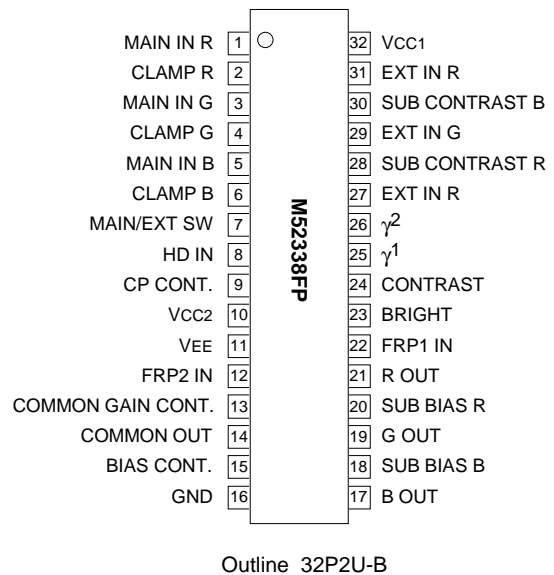 MAIN IN R 1 32 VCC1
CLAMP R 2 31 EXT IN R
MAIN IN G 3 30 SUB CONTRAST B
CLAMP G 4 29 EXT IN G
MAIN IN B 5 28 SUB CONTRAST R
CLAMP B 6 27 EXT IN R
MAIN/EXT SW 7 26 γ2
HD IN 8 25 γ1
CP CONT. 9 24 CONTRAST
VCC2 10 23 BRIGHT
VEE 11 22 FRP1 IN
FRP2 IN 12 21 R OUT
COMMON GAIN CONT. 13 20 SUB BIAS R
COMMON OUT 14 19 G OUT
BIAS CONT. 15 18 SUB BIAS B
GND 16 17 B OUT
M52338FP
Outline 32P2U-B